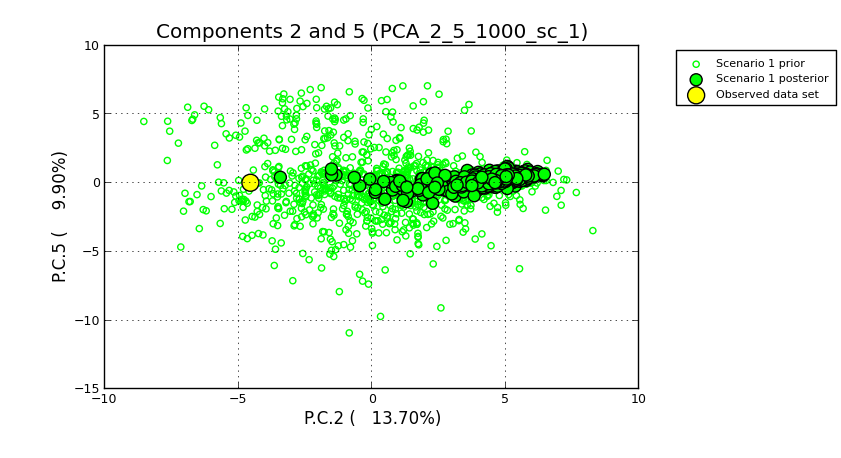 Components 2 and 5 (PCA_2_5_1000_sc_1)
10
5
0
−5
−10
−15
−10
−5
0
5
10
P.C.5 (   9.90%)
P.C.2 (   13.70%)
Scenario 1 prior
Scenario 1 posterior
Observed data set